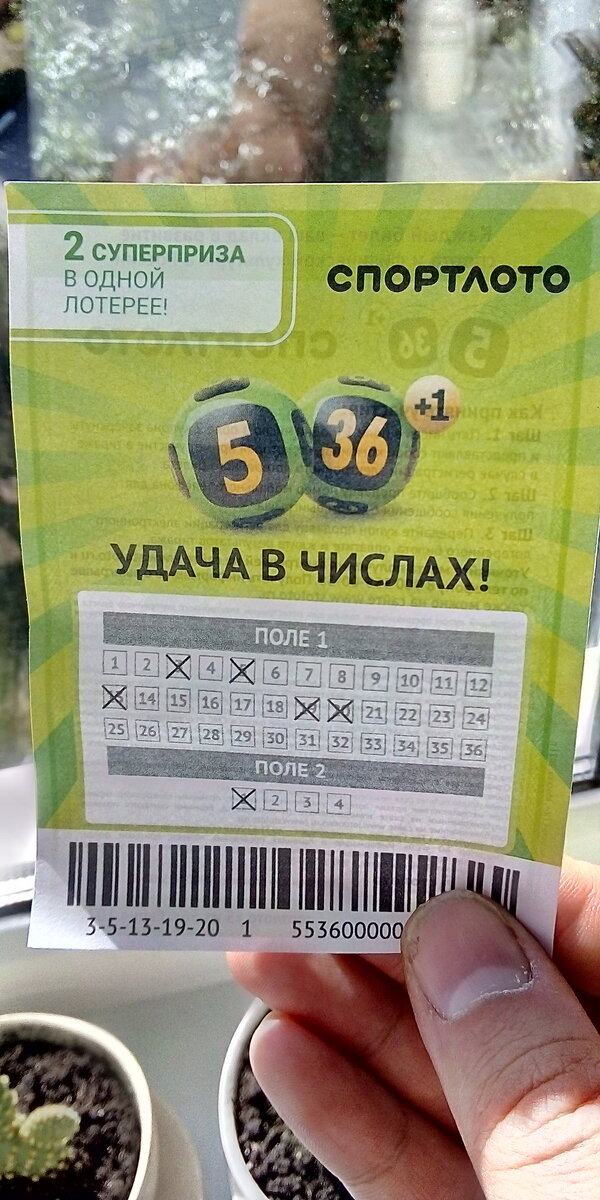 2 СУПЕРПРИЗА
В ОДНОЙ
ЛОТЕРЕЕ!
СПОРТЛОТО
5 36 +1
УДАЧА В ЧИСЛАХ!
ПОЛЕ 1
1 2 3 4 5 6 7 8 9 10 11 12
13 14 15 16 17 18 19 20 21 22 23 24
25 26 27 28 29 30 31 32 33 34 35 36
ПОЛЕ 2
1 2 3 4
3-5-13-19-20 1 553600000